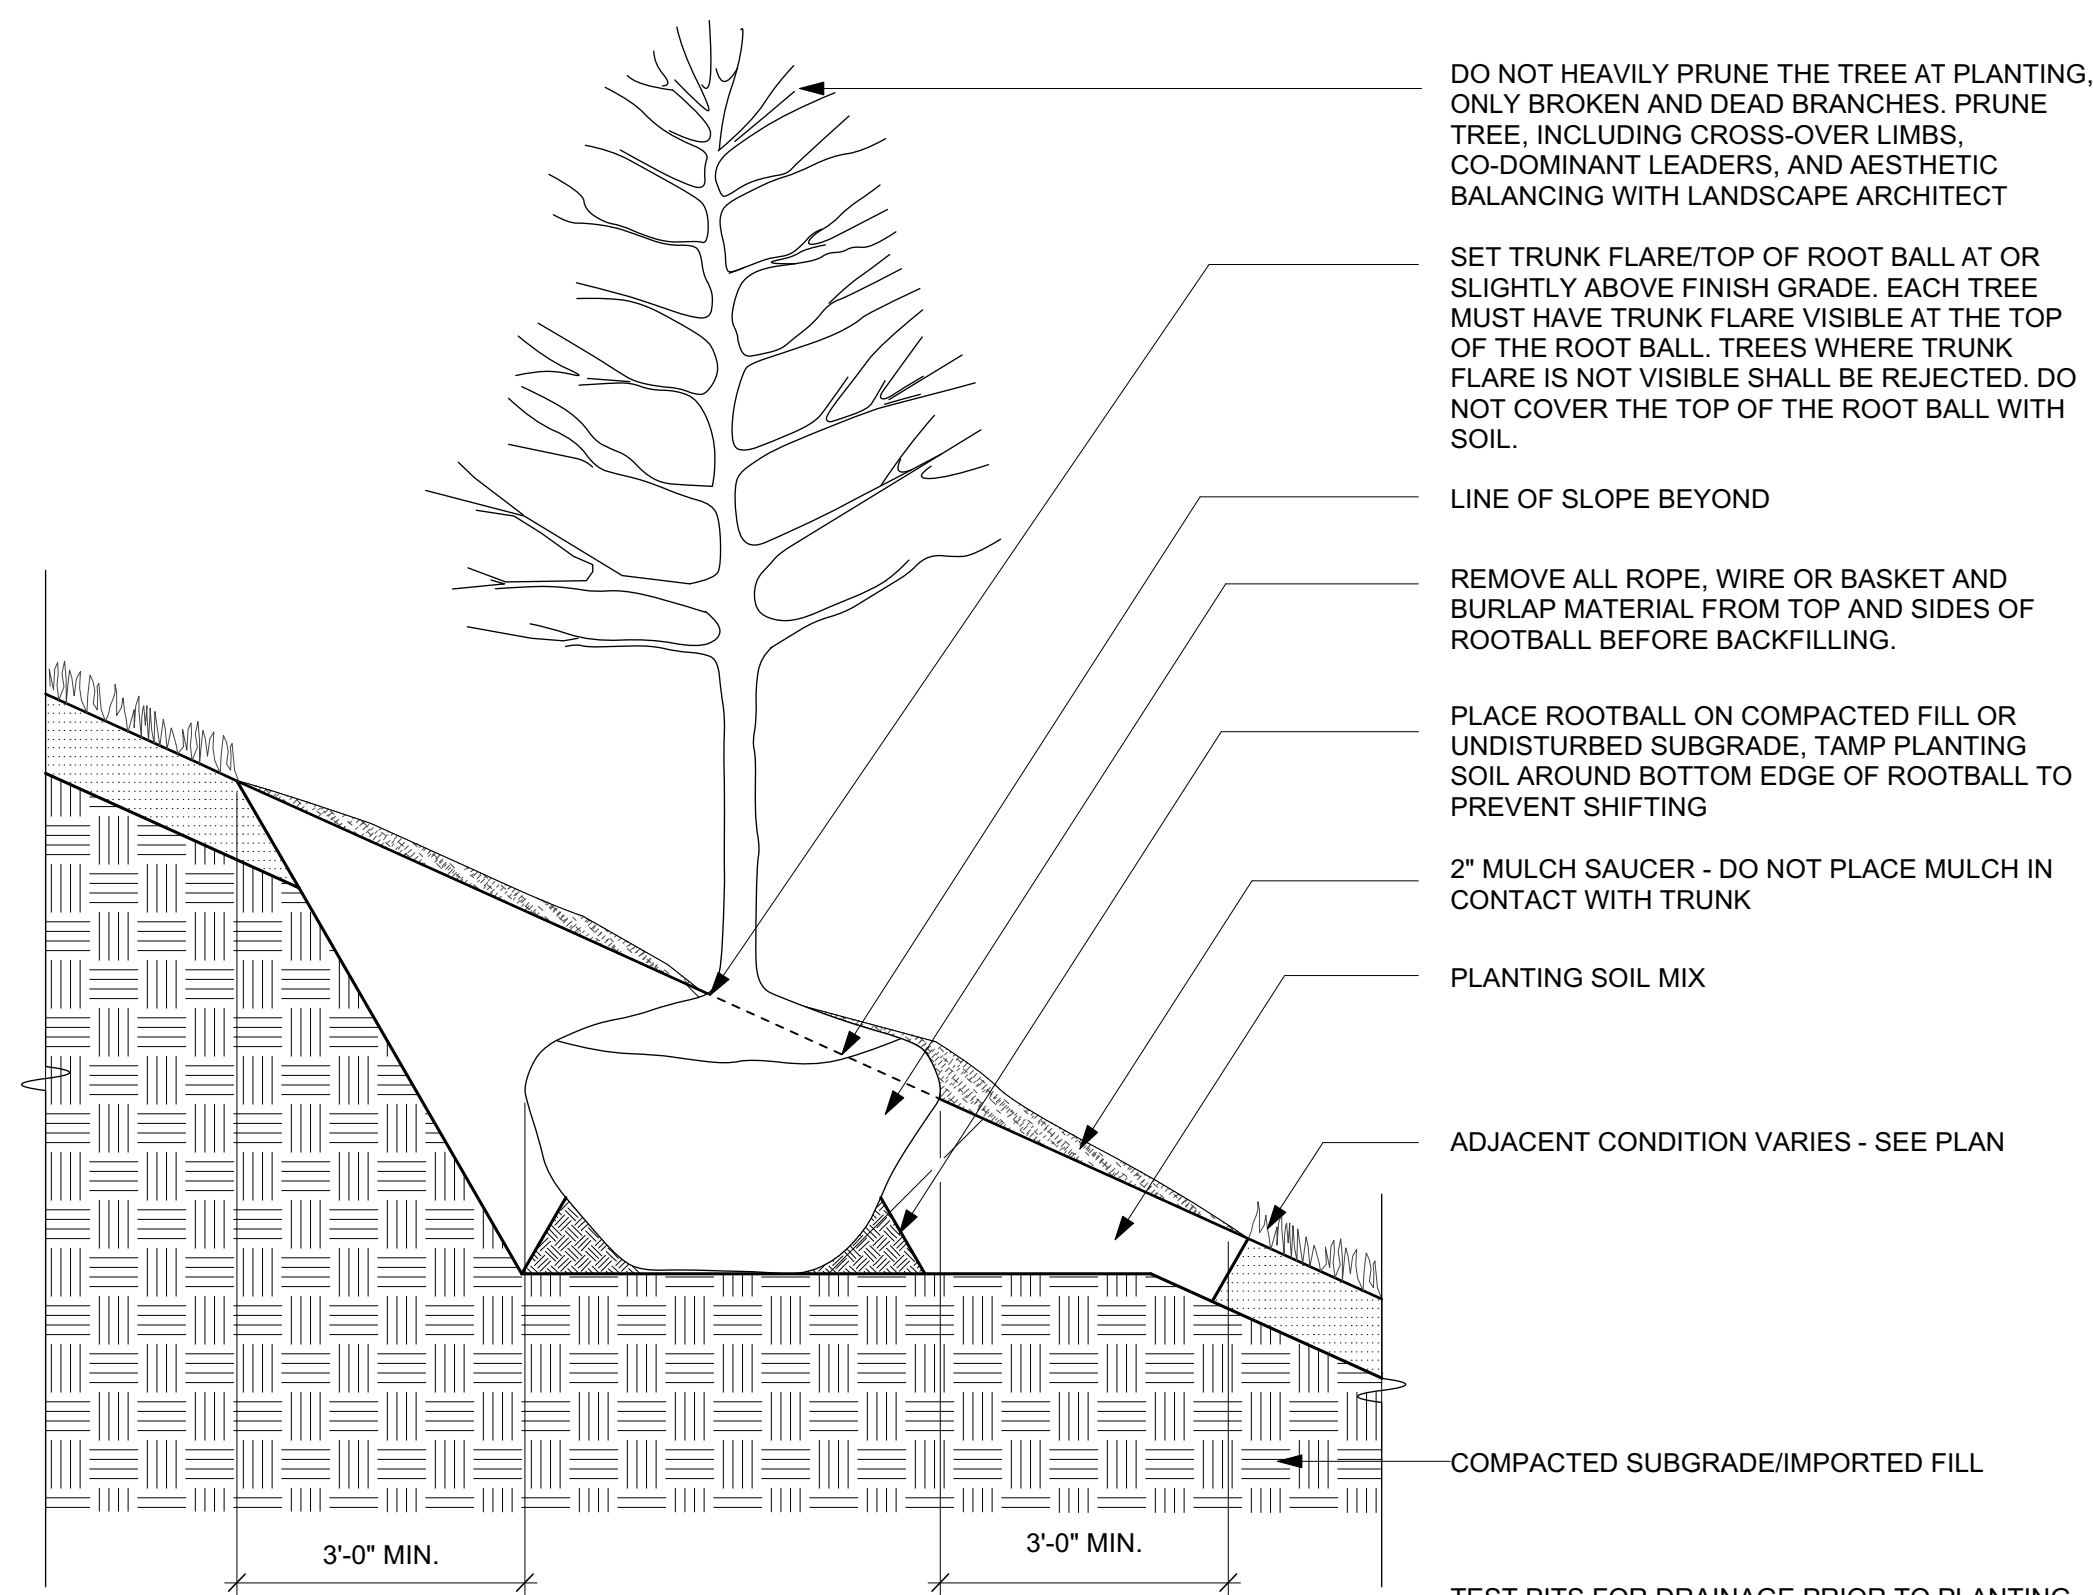 DO NOT HEAVILY PRUNE THE TREE AT PLANTING,
ONLY BROKEN AND DEAD BRANCHES. PRUNE
TREE, INCLUDING CROSS-OVER LIMBS,
CO-DOMINANT LEADERS, AND AESTHETIC
BALANCING WITH LANDSCAPE ARCHITECT
SET TRUNK FLARE/TOP OF ROOT BALL AT OR
SLIGHTLY ABOVE FINISH GRADE. EACH TREE
MUST HAVE TRUNK FLARE VISIBLE AT THE TOP
OF THE ROOT BALL. TREES WHERE TRUNK
FLARE IS NOT VISIBLE SHALL BE REJECTED. DO
NOT COVER THE TOP OF THE ROOT BALL WITH
SOIL.
LINE OF SLOPE BEYOND
REMOVE ALL ROPE, WIRE OR BASKET AND
BURLAP MATERIAL FROM TOP AND SIDES OF
ROOTBALL BEFORE BACKFILLING.
PLACE ROOTBALL ON COMPACTED FILL OR
UNDISTURBED SUBGRADE, TAMP PLANTING
SOIL AROUND BOTTOM EDGE OF ROOTBALL TO
PREVENT SHIFTING
2" MULCH SAUCER - DO NOT PLACE MULCH IN
CONTACT WITH TRUNK
PLANTING SOIL MIX
ADJACENT CONDITION VARIES - SEE PLAN
COMPACTED SUBGRADE/IMPORTED FILL
3'-0" MIN.
3'-0" MIN.
TEST PITS FOR DRAINAGE PRIOR TO PLANTING